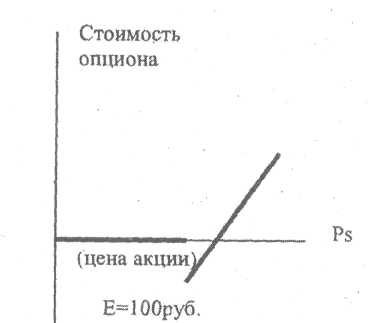 Стоимость
опциона
Ps
(цена акции)
E=100руб.